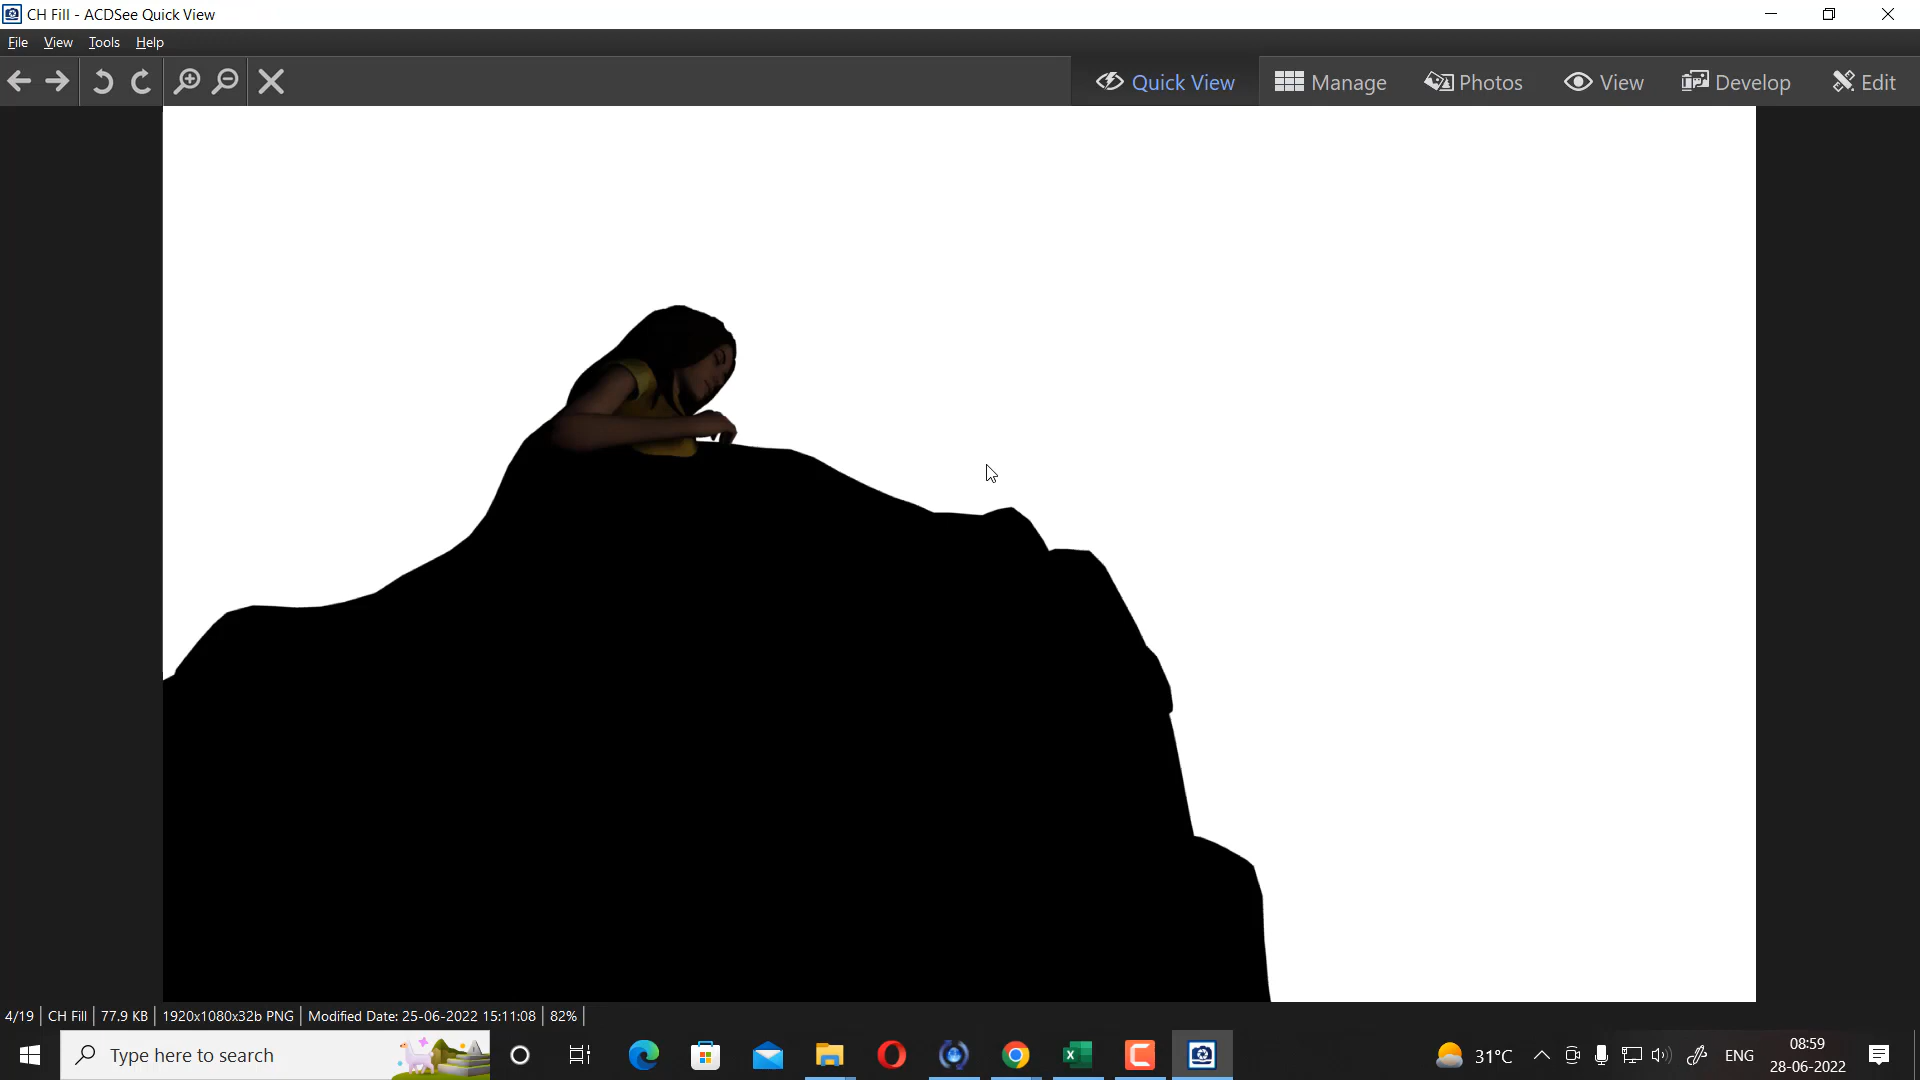 CH Fill - ACDSee Quick View
File View Tools Help
Quick View Manage Photos View Develop Edit
4/19 CH Fill 77.9 KB 1920x1080x32b PNG Modified Date: 25-06-2022 15:11:08 82%
Type here to search
31°C ENG 08:59
28-06-2022